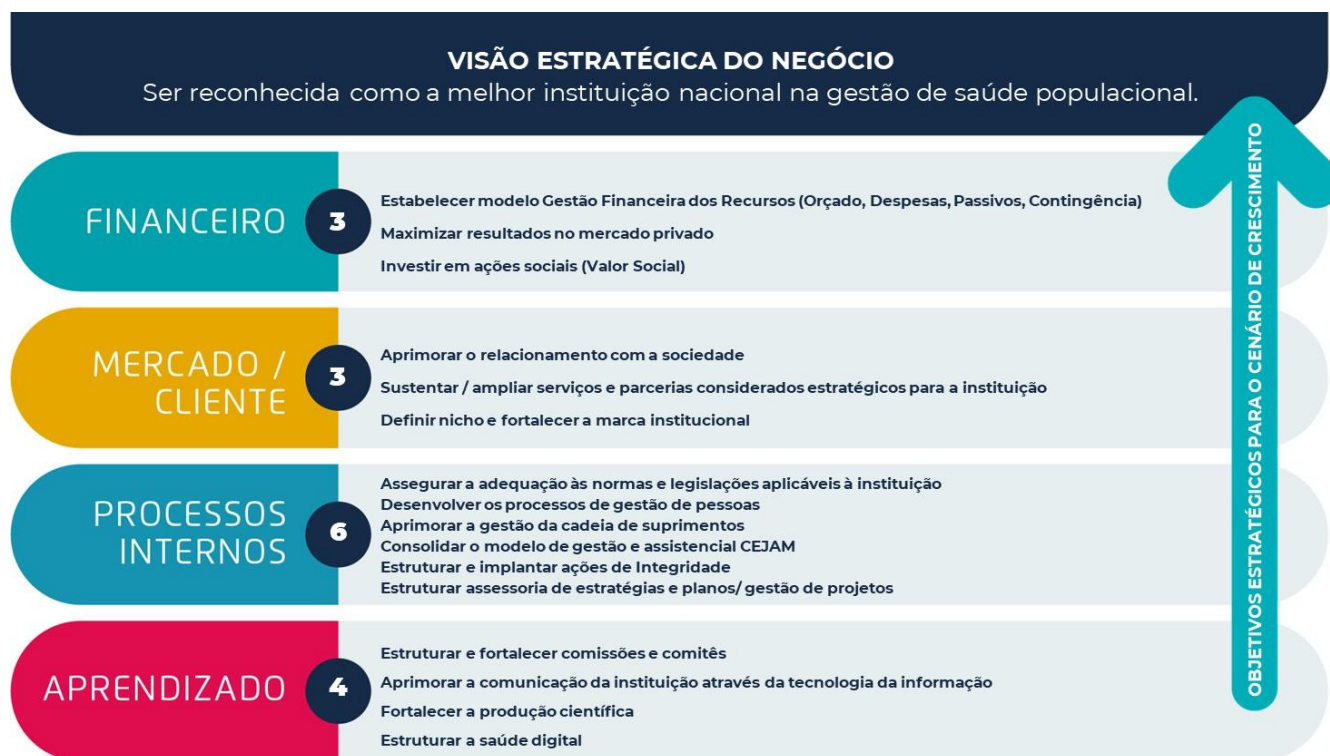 VISÃO ESTRATÉGICA DO NEGÓCIO
Ser reconhecida como a melhor instituição nacional na gestão de saúde populacional.
FINANCEIRO
3
Estabelecer modelo Gestão Financeira dos Recursos (Orçado, Despesas, Passivos, Contingência)
Maximizar resultados no mercado privado
Investir em ações sociais (Valor Social)
MERCADO /
CLIENTE
3
Aprimorar o relacionamento com a sociedade
Sustentar / ampliar serviços e parcerias considerados estratégicos para a instituição
Definir nicho e fortalecer a marca institucional
PROCESSOS
INTERNOS
6
Assegurar a adequação às normas e legislações aplicáveis à instituição
Desenvolver os processos de gestão de pessoas
Aprimorar a gestão da cadeia de suprimentos
Consolidar o modelo de gestão e assistencial CEJAM
Estruturar e implantar ações de Integridade
Estruturar assessoria de estratégias e planos/ gestão de projetos
APRENDIZADO
4
Estruturar e fortalecer comissões e comitês
Aprimorar a comunicação da instituição através da tecnologia da informação
Fortalecer a produção científica
Estruturar a saúde digital
OBJETIVOS ESTRATÉGICOS PARA O CENÁRIO DE CRESCIMENTO